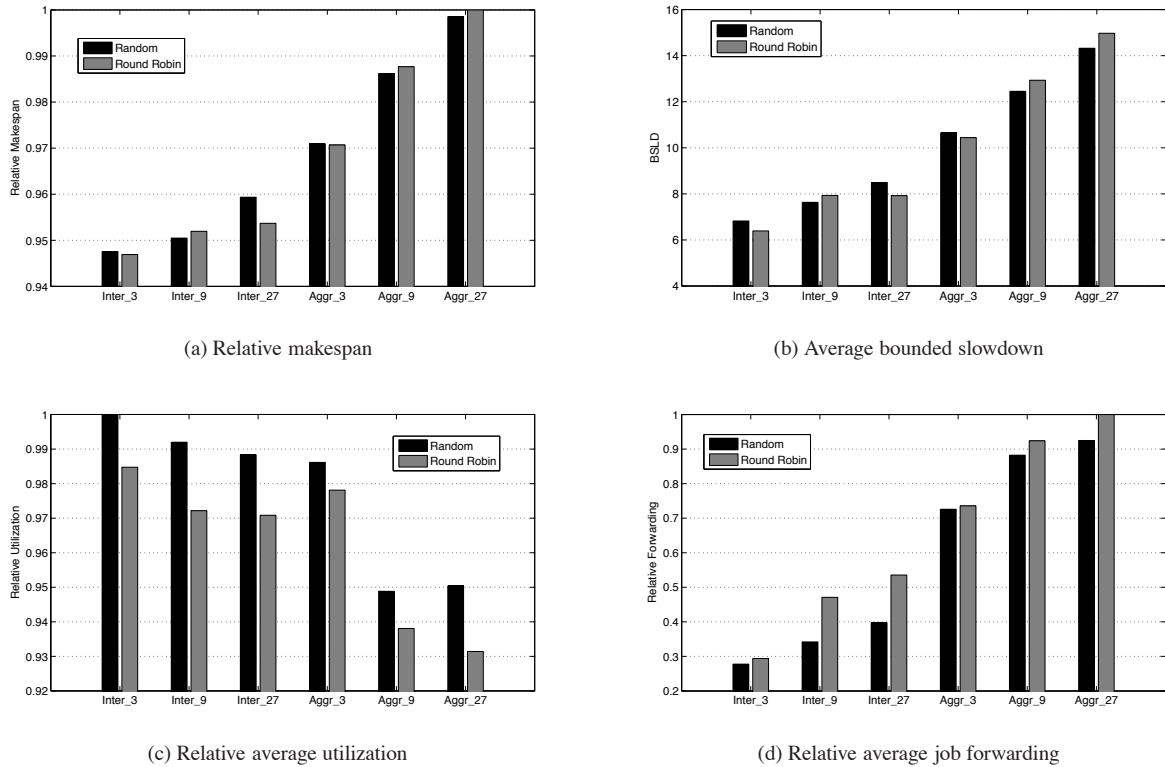 1
0.99
0.98
0.97
0.96
0.95
0.94
Relative Makespan
Random
Round Robin
Inter_3 Inter_9 Inter_27 Aggr_3 Aggr_9 Aggr_27
(a) Relative makespan
16
14
12
10
8
6
4
BSLD
Random
Round Robin
Inter_3 Inter_9 Inter_27 Aggr_3 Aggr_9 Aggr_27
(b) Average bounded slowdown
1
0.99
0.98
0.97
0.96
0.95
0.94
0.93
0.92
Relative Utilization
Random
Round Robin
Inter_3 Inter_9 Inter_27 Aggr_3 Aggr_9 Aggr_27
(c) Relative average utilization
1
0.9
0.8
0.7
0.6
0.5
0.4
0.3
0.2
Relative Forwarding
Random
Round Robin
Inter_3 Inter_9 Inter_27 Aggr_3 Aggr_9 Aggr_27
(d) Relative average job forwarding